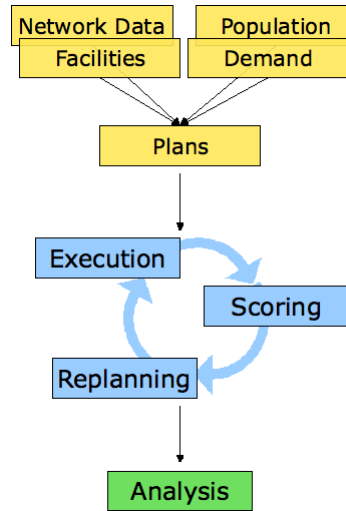 Network Data
Population
Facilities
Demand
Plans
Execution
Scoring
Replanning
Analysis